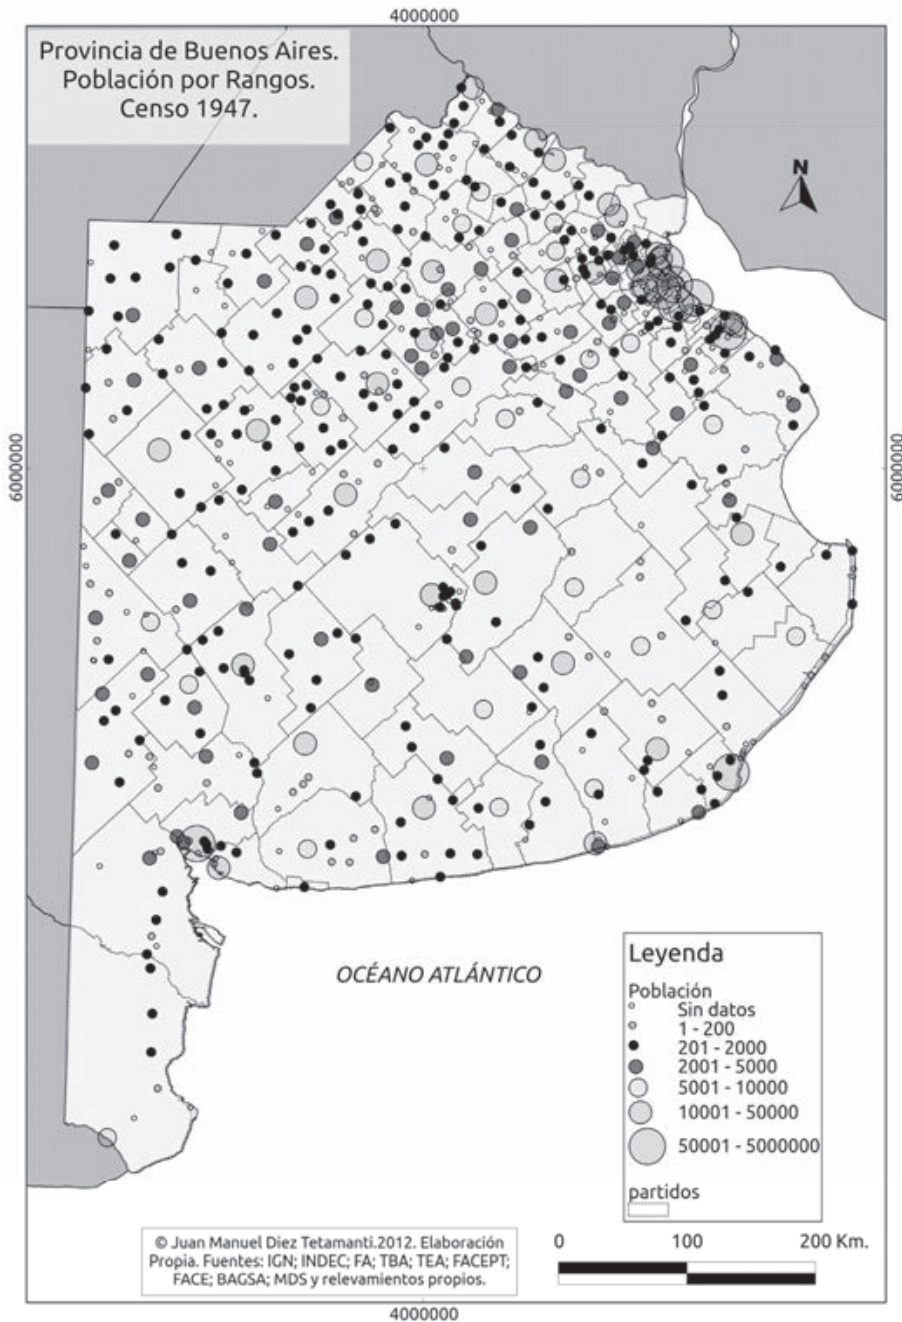 4000000
Provincia de Buenos Aires.
Población por Rangos.
Censo 1947.
N
6000000
6000000
OCÉANO ATLÁNTICO
Leyenda
Población
Sin datos
1 - 200
201 - 2000
2001 - 5000
5001 - 10000
10001 - 50000
50001 - 5000000
partidos
© Juan Manuel Diez Tetamanti.2012. Elaboración
Propia. Fuentes: IGN; INDEC; FA; TBA; TEA; FACEPT;
FACE; BAGSA; MDS y relevamientos propios.
0 100 200 Km.
4000000